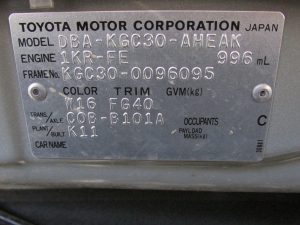 TOYOTA MOTOR CORPORATION JAPAN
MODEL DBA-KGC30-AHEAK
ENGINE 1KR-FE 996 mL
FRAME No. KGC30-0096095
COLOR TRIM GVM(kg)
T16 FG40
TRANS/AXLE C0B-B101A OCCUPANTS C
PLANT/BUILT K11 PAYLOAD MASS(kg)
CAR NAME